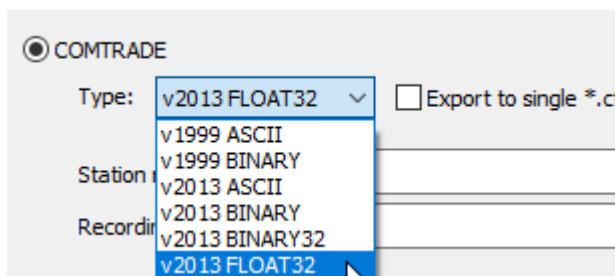 COMTRADE
Type: v2013 FLOAT32 Export to single *.c
v1999 ASCII
v1999 BINARY
Station
v2013 ASCII
v2013 BINARY
v2013 BINARY32
v2013 FLOAT32